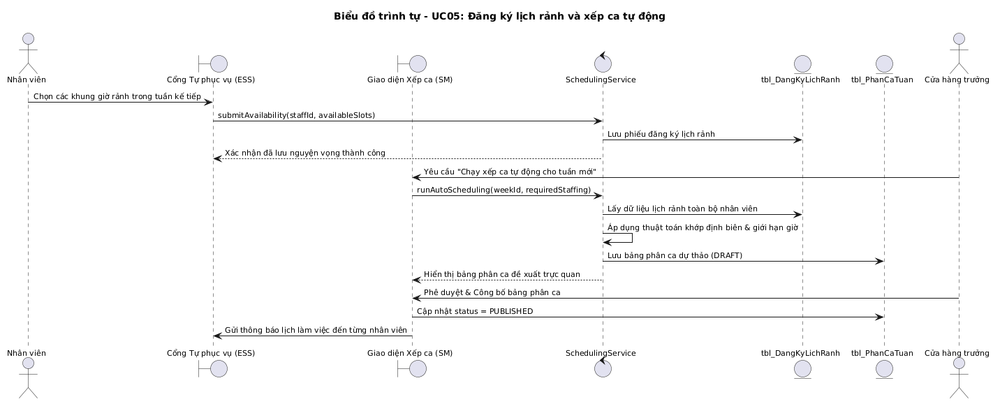 Biểu đồ trình tự - UC05: Đăng ký lịch rảnh và xếp ca tự động
Nhân viên
Cổng Tự phục vụ (ESS)
Giao diện Xếp ca (SM)
SchedulingService
tbl_DangKyLichRanh
tbl_PhanCaTuan
Cửa hàng trưởng
Chọn các khung giờ rảnh trong tuần kế tiếp
submitAvailability(staffId, availableSlots)
Lưu phiếu đăng ký lịch rảnh
Xác nhận đã lưu nguyện vọng thành công
Yêu cầu "Chạy xếp ca tự động cho tuần mới"
runAutoScheduling(weekId, requiredStaffing)
Lấy dữ liệu lịch rảnh toàn bộ nhân viên
Áp dụng thuật toán khớp định biên & giới hạn giờ
Lưu bảng phân ca dự thảo (DRAFT)
Hiển thị bảng phân ca đề xuất trực quan
Phê duyệt & Công bố bảng phân ca
Cập nhật status = PUBLISHED
Gửi thông báo lịch làm việc đến từng nhân viên
Nhân viên
Cổng Tự phục vụ (ESS)
Giao diện Xếp ca (SM)
SchedulingService
tbl_DangKyLichRanh
tbl_PhanCaTuan
Cửa hàng trưởng